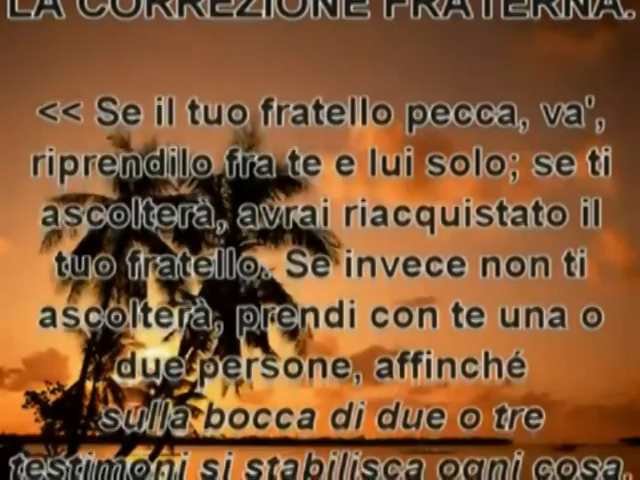 LA CORREZIONE FRATERNA.
<< Se il tuo fratello pecca, va',
riprendilo fra te e lui solo; se ti
ascolterà, avrai riacquistato il
tuo fratello. Se invece non ti
ascolterà, prendi con te una o
due persone, affinché
sulla bocca di due o tre
testimoni si stabilisca ogni cosa.